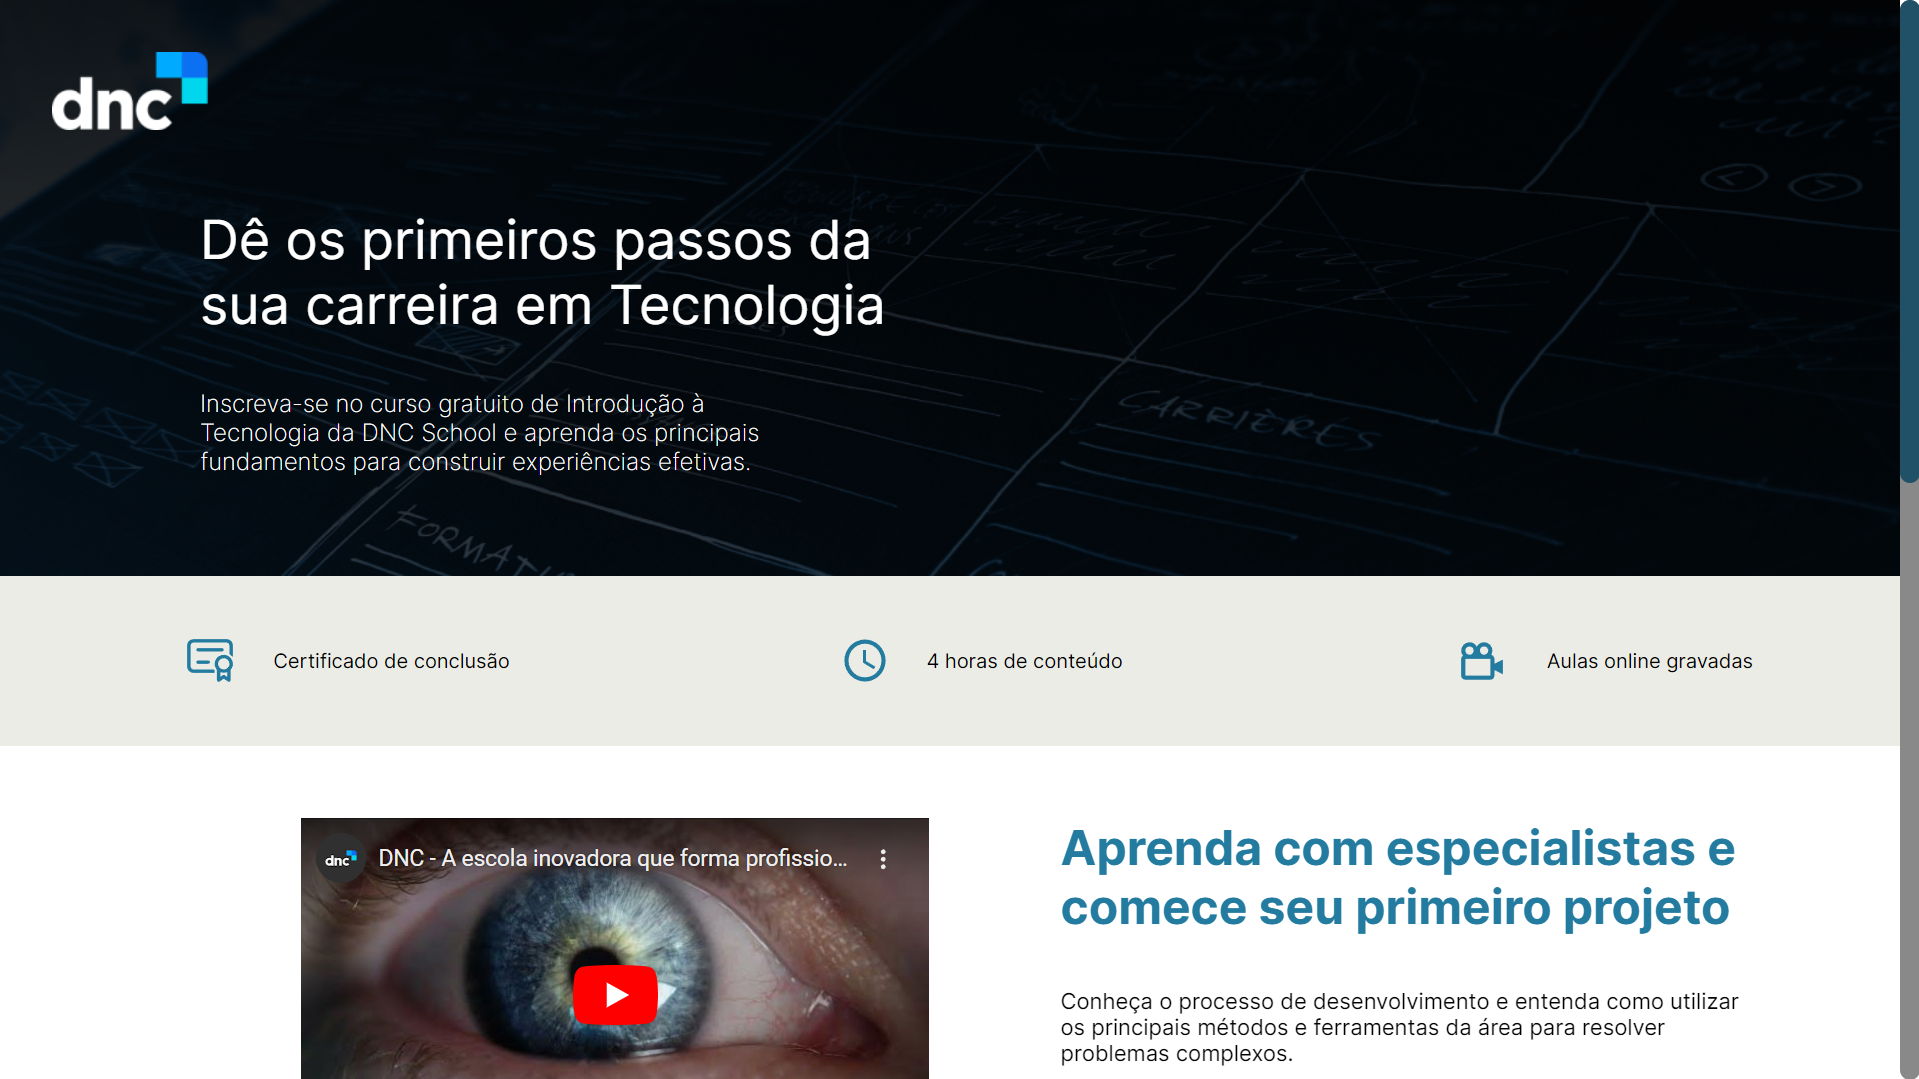 dnc
Dê os primeiros passos da
sua carreira em Tecnologia
Inscreva-se no curso gratuito de Introdução à
Tecnologia da DNC School e aprenda os principais
fundamentos para construir experiências efetivas.
CARRIÈRES
Certificado de conclusão
4 horas de conteúdo
Aulas online gravadas
dnc
DNC - A escola inovadora que forma profissio...
Aprenda com especialistas e
comece seu primeiro projeto
Conheça o processo de desenvolvimento e entenda como utilizar
os principais métodos e ferramentas da área para resolver
problemas complexos.